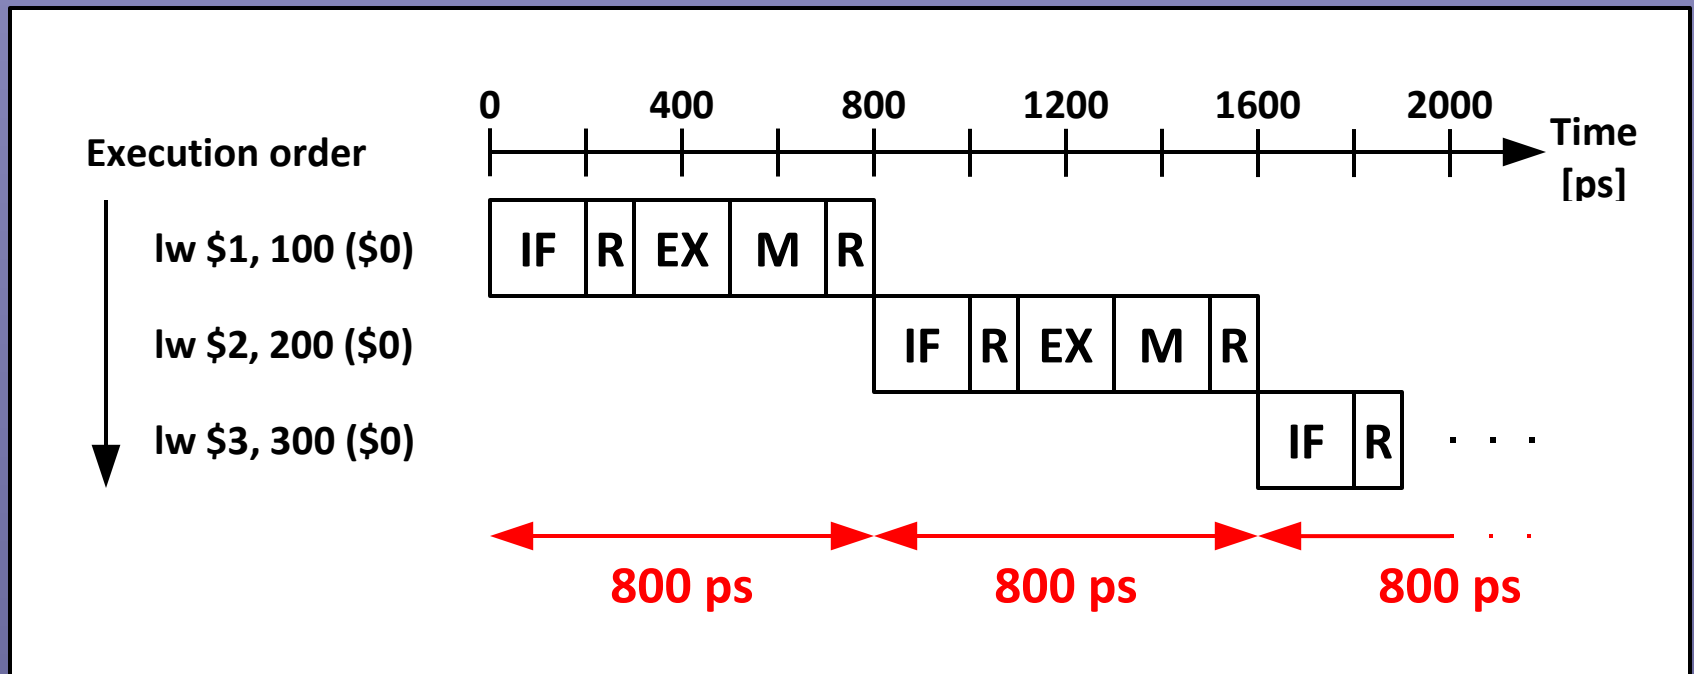 0 400 800 1200 1600 2000
Time
[ps]
Execution order
lw $1, 100 ($0)
IF R EX M R
lw $2, 200 ($0)
IF R EX M R
lw $3, 300 ($0)
IF R . . .
800 ps 800 ps 800 ps